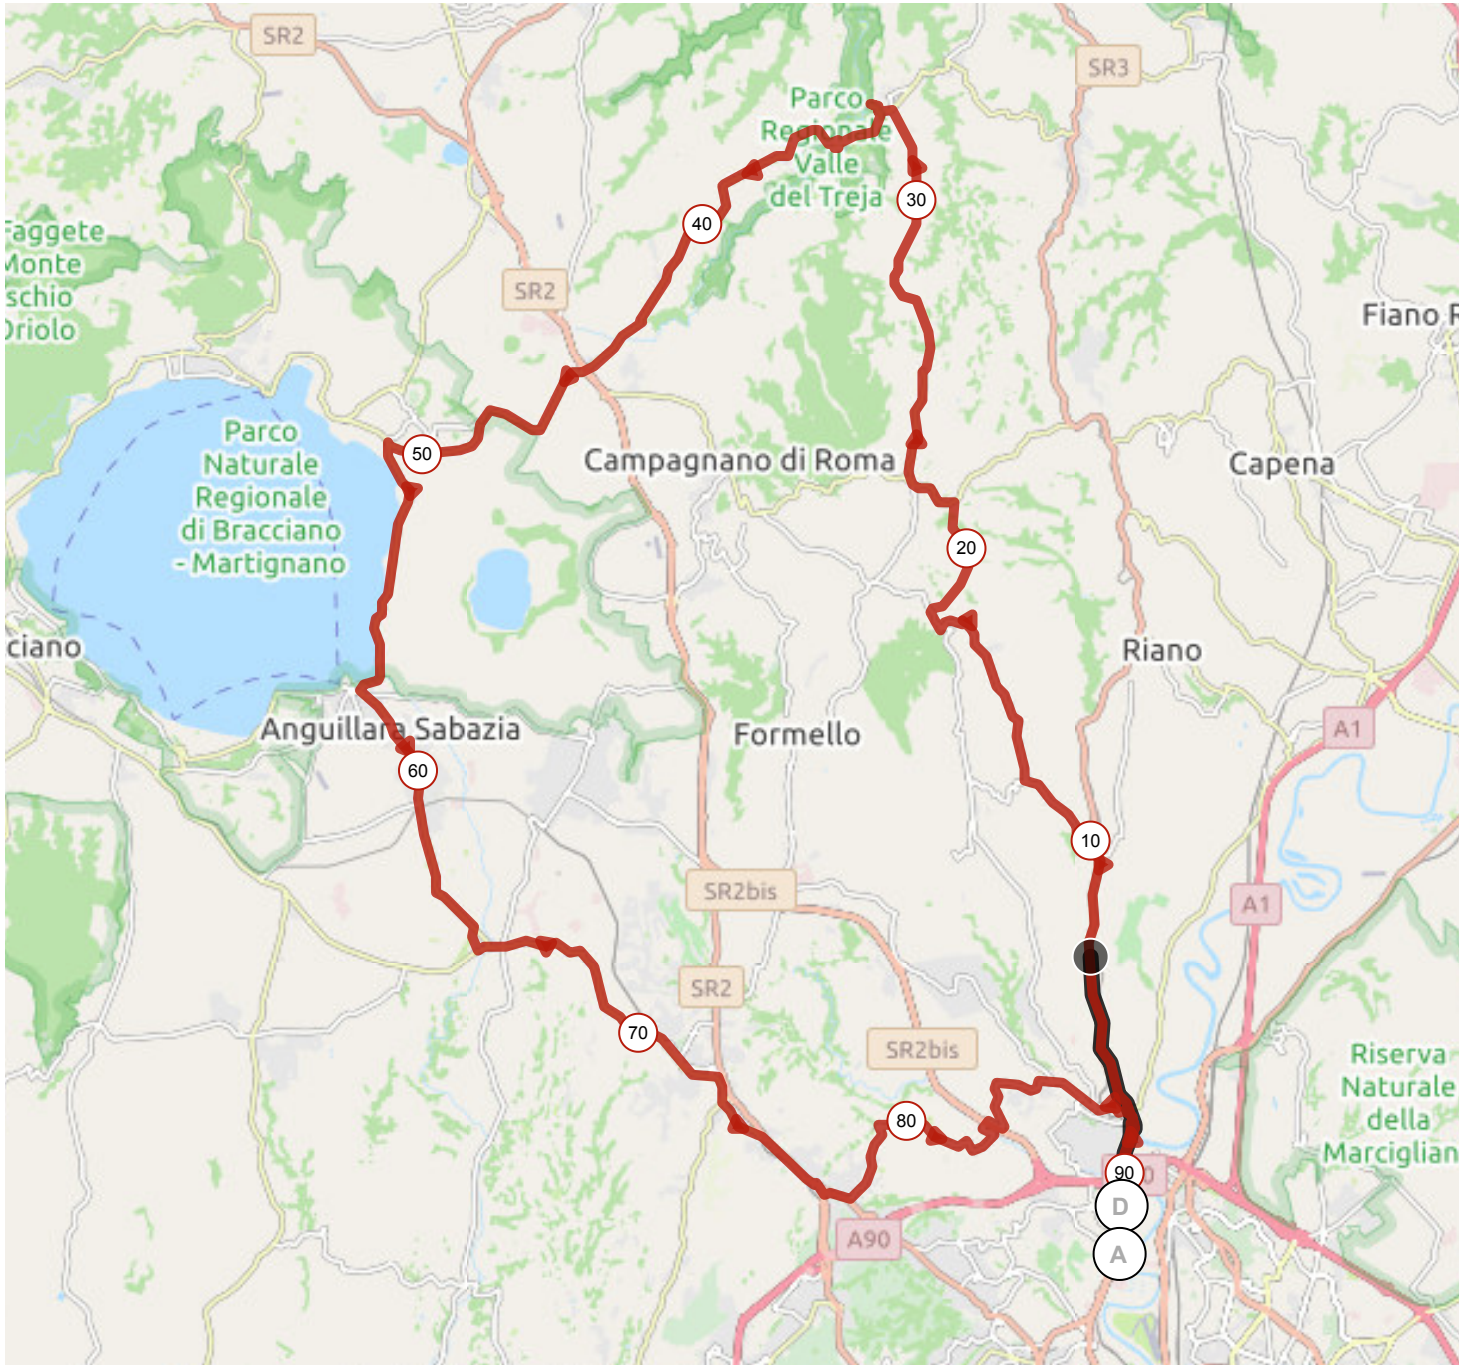 SR2
SR3
Parco
Regionale
Valle
del Treja
30
40
Faggete
Monte
schio
Oriolo
SR2
Fiano R
Parco
Naturale
Regionale
di Bracciano
- Martignano
50
Campagnano di Roma
Capena
20
ciano
Riano
Anguillara Sabazia
Formello
A1
60
10
SR2bis
A1
SR2
70
SR2bis
Riserva
Naturale
della
Marciglian
80
90
0
D
A90
A